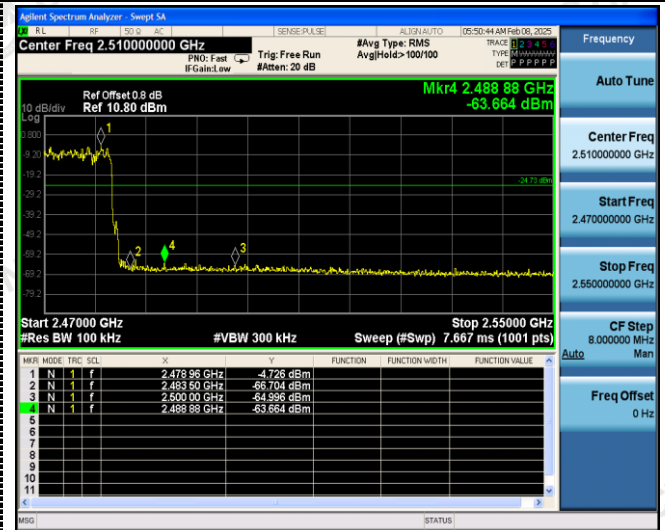 Agilent Spectrum Analyzer - Swept SA
RL RF 50 Ω AC SENSE:PULSE ALIGNAUTO 05:50:44 AM Feb 08, 2025
Center Freq 2.510000000 GHz
PNO: Fast
IFGain:Low
Trig: Free Run
#Atten: 20 dB
#Avg Type: RMS
Avg|Hold:>100/100
TRACE 1 2 3 4 5 6
TYPE
DET P P P P P P
Ref Offset 0.8 dB
10 dB/div Ref 10.80 dBm
Log
Mkr4 2.488 88 GHz
-63.664 dBm
0.800
-9.20
-19.2
-29.2
-39.2
-49.2
-59.2
-69.2
-79.2
-24.73 dBm
1
2
4
3
Start 2.47000 GHz Stop 2.55000 GHz
#Res BW 100 kHz #VBW 300 kHz Sweep (#Swp) 7.667 ms (1001 pts)
MKR MODE TRC SCL X Y FUNCTION FUNCTION WIDTH FUNCTION VALUE
1 N 1 f 2.478 96 GHz -4.726 dBm
2 N 1 f 2.483 50 GHz -66.704 dBm
3 N 1 f 2.500 00 GHz -64.996 dBm
4 N 1 f 2.488 88 GHz -63.664 dBm
5
6
7
8
9
10
11
MSG STATUS
Frequency
Auto Tune
Center Freq
2.510000000 GHz
Start Freq
2.470000000 GHz
Stop Freq
2.550000000 GHz
CF Step
8.000000 MHz
Auto Man
Freq Offset
0 Hz